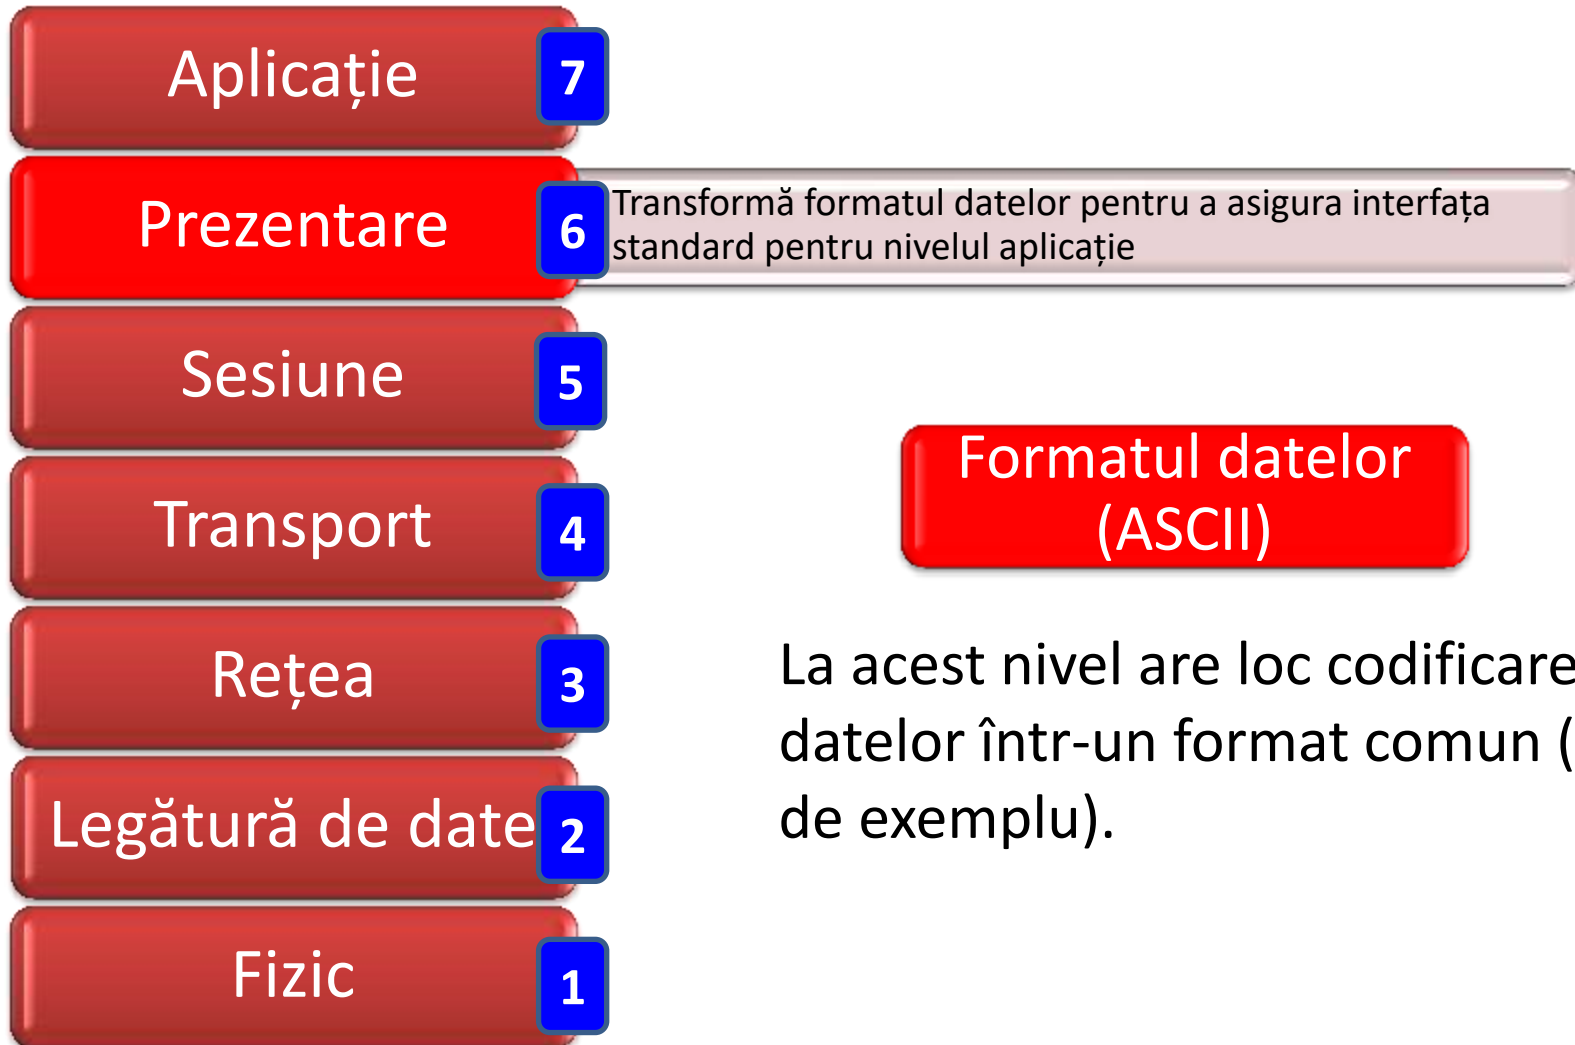 Aplicație
7
Prezentare
6
Transformă formatul datelor pentru a asigura interfața
standard pentru nivelul aplicație
Sesiune
5
Transport
4
Rețea
3
Legătură de date
2
Fizic
1
Formatul datelor
(ASCII)
La acest nivel are loc codificare
datelor într-un format comun (
de exemplu).